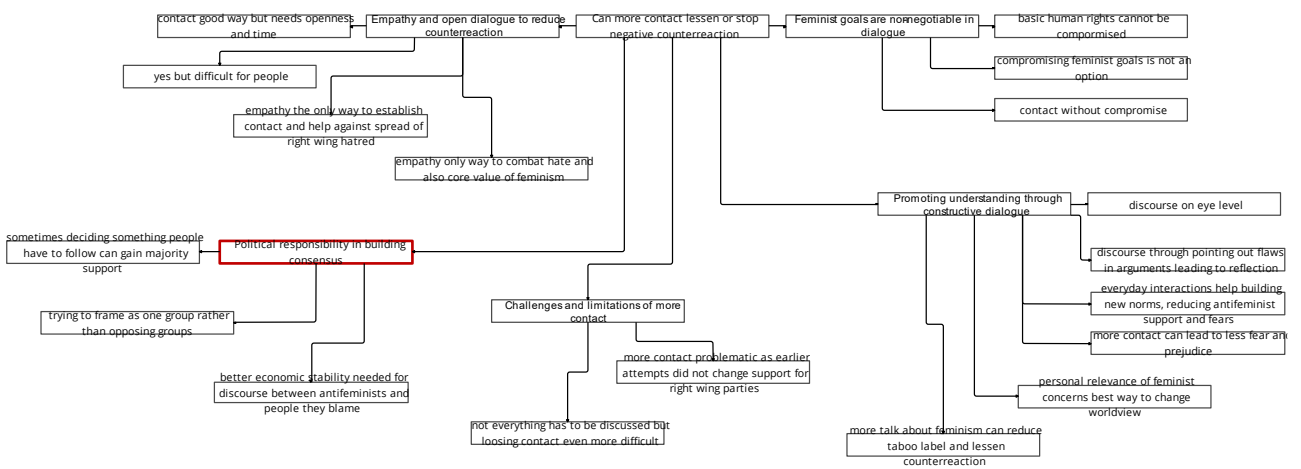 contact good way but needs openness
and time
Empathy and open dialogue to reduce
counterreaction
Can more contact lessen or stop
negative counterreaction
Feminist goals are non-negotiable in
dialogue
basic human rights cannot be
compormised
yes but difficult for people
compromising feminist goals is not an
option
empathy the only way to establish
contact and help against spread of
right wing hatred
contact without compromise
empathy only way to combat hate and
also core value of feminism
Promoting understanding through
constructive dialogue
discourse on eye level
sometimes deciding something people
have to follow can gain majority
support
Political responsibility in building
consensus
discourse through pointing out flaws
in arguments leading to reflection
Challenges and limitations of more
contact
everyday interactions help building
new norms, reducing antifeminist
support and fears
trying to frame as one group rather
than opposing groups
more contact can lead to less fear and
prejudice
better economic stability needed for
discourse between antifeminists and
people they blame
more contact problematic as earlier
attempts did not change support for
right wing parties
personal relevance of feminist
concerns best way to change
worldview
not everything has to be discussed but
loosing contact even more difficult
more talk about feminism can reduce
taboo label and lessen
counterreaction